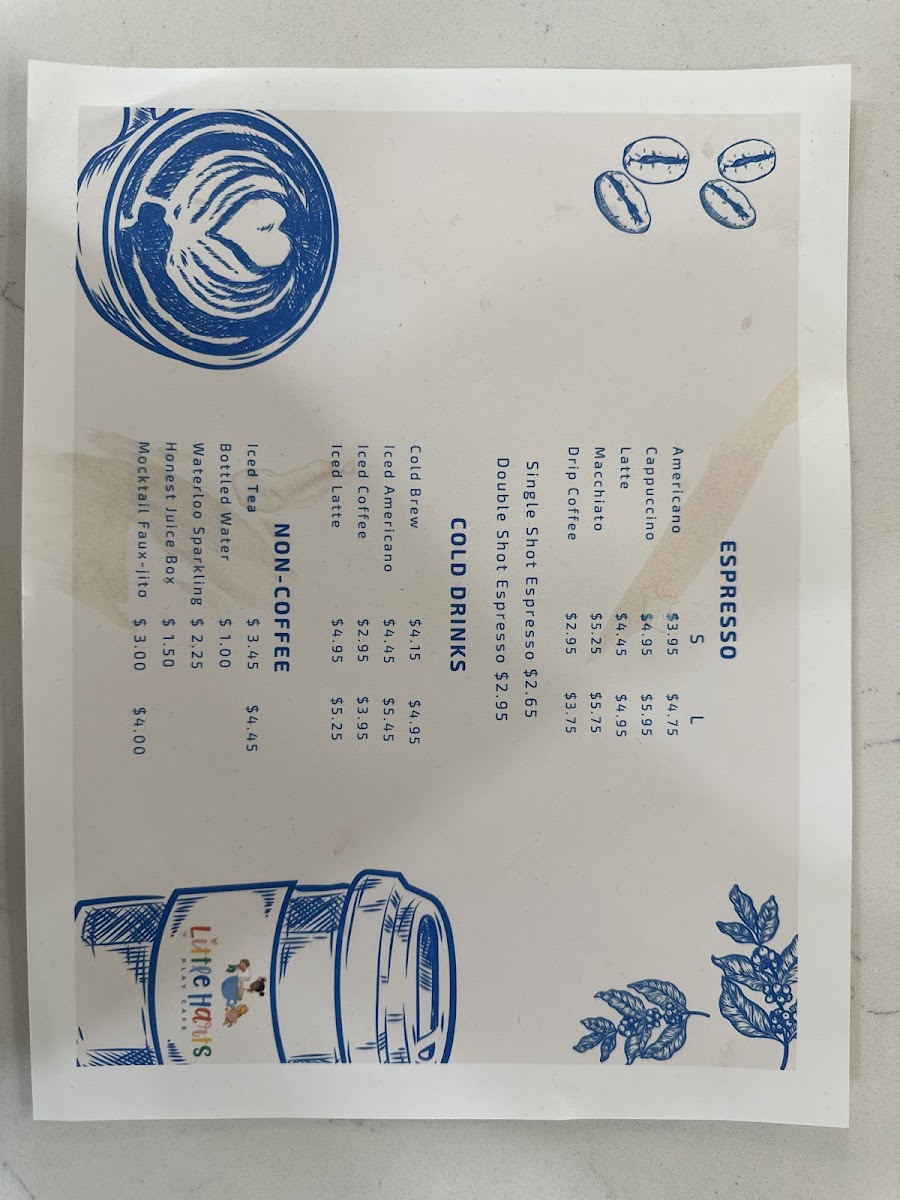 ESPRESSO
S L
Americano $3.95 $4.75
Cappuccino $4.95 $5.95
Latte $4.45 $4.95
Macchiato $5.25 $5.75
Drip Coffee $2.95 $3.75
Single Shot Espresso $2.65
Double Shot Espresso $2.95
COLD DRINKS
Cold Brew $4.15 $4.95
Iced Americano $4.45 $5.45
Iced Coffee $2.95 $3.95
Iced Latte $4.95 $5.25
NON-COFFEE
Iced Tea $ 3.45 $4.45
Bottled Water $ 1.00
Waterloo Sparkling $ 2.25
Honest Juice Box $ 1.50
Mocktail Faux-jito $ 3.00 $4.00
Little Harts
PLAY CAFE